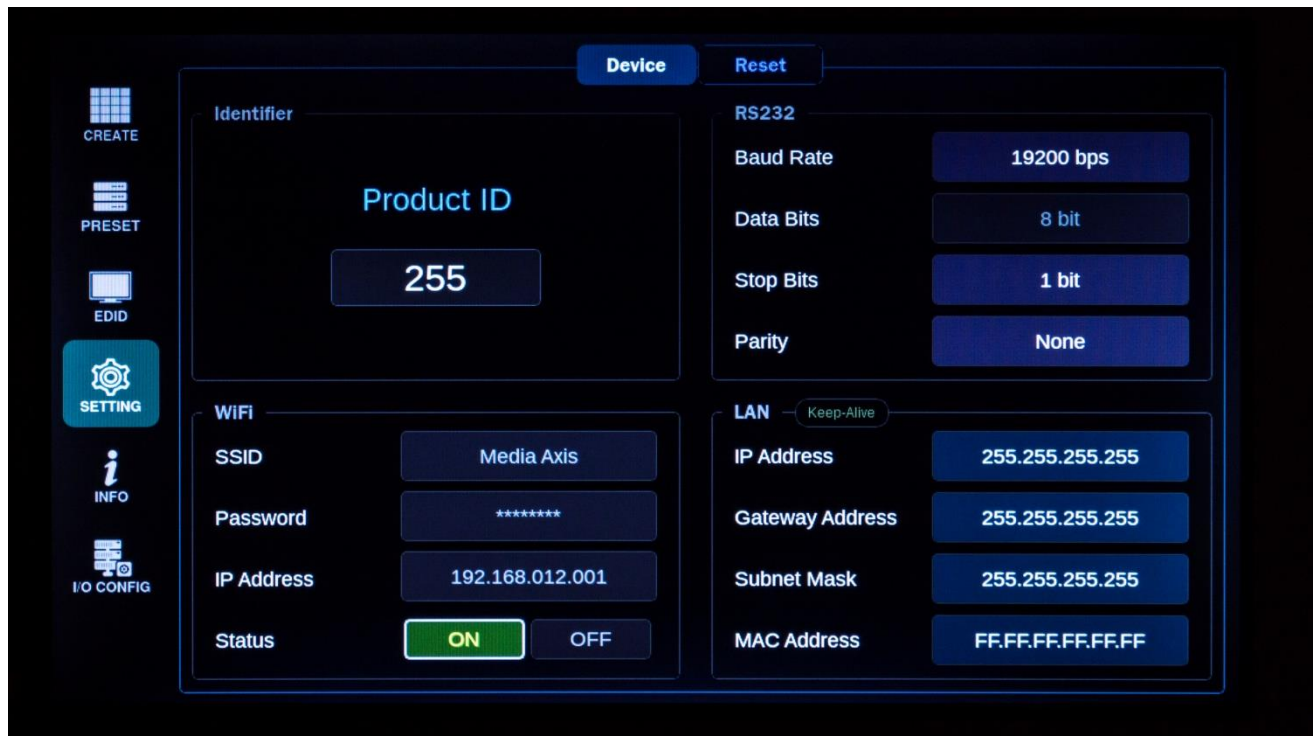 Device
Reset
CREATE
PRESET
EDID
SETTING
INFO
I/O CONFIG
Identifier
Product ID
255
RS232
Baud Rate 19200 bps
Data Bits 8 bit
Stop Bits 1 bit
Parity None
WiFi
SSID Media Axis
Password ********
IP Address 192.168.012.001
Status ON OFF
LAN Keep-Alive
IP Address 255.255.255.255
Gateway Address 255.255.255.255
Subnet Mask 255.255.255.255
MAC Address FF.FF.FF.FF.FF.FF